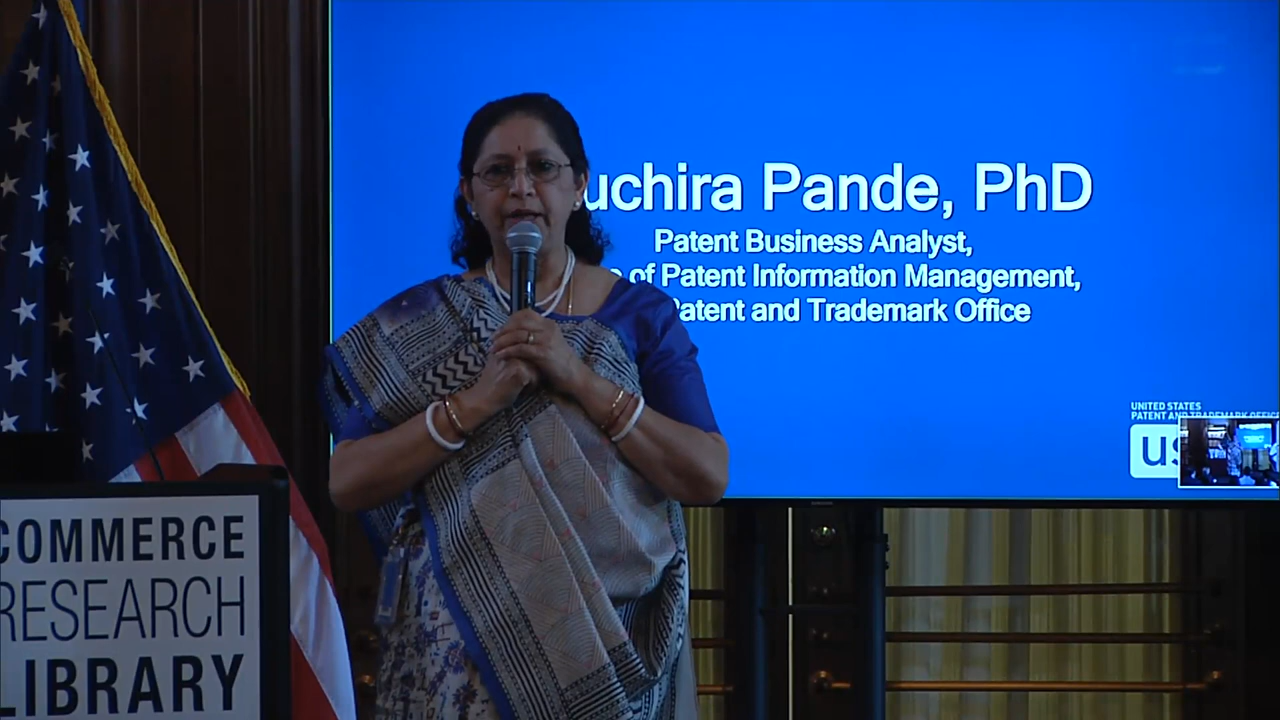 uchira Pande, PhD
Patent Business Analyst,
of Patent Information Management,
Patent and Trademark Office
UNITED STATES
PATENT AND TRADEMARK OFFICE
us
COMMERCE
RESEARCH
LIBRARY